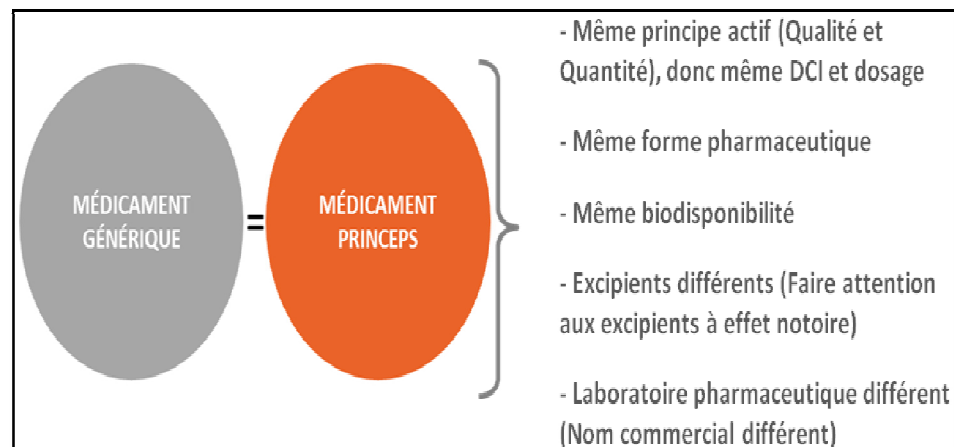 MÉDICAMENT
GÉNÉRIQUE
=
MÉDICAMENT
PRINCEPS
- Même principe actif (Qualité et
Quantité), donc même DCI et dosage
- Même forme pharmaceutique
- Même biodisponibilité
- Excipients différents (Faire attention
aux excipients à effet notoire)
- Laboratoire pharmaceutique différent
(Nom commercial différent)